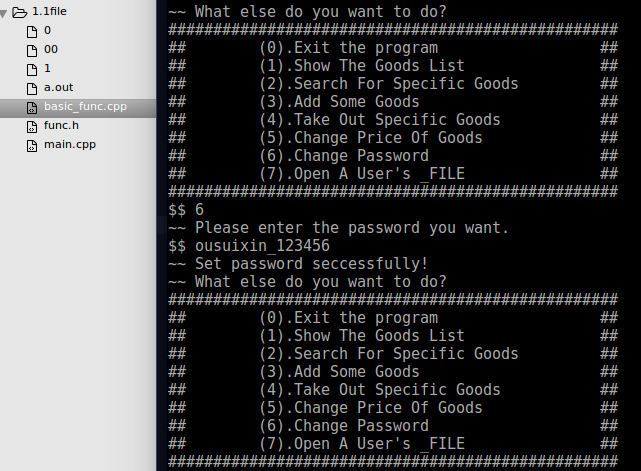 1.1file
0
00
1
a.out
basic_func.cpp
func.h
main.cpp
~~ What else do you want to do?
##################################################
##        (0).Exit the program                  ##
##        (1).Show The Goods List               ##
##        (2).Search For Specific Goods         ##
##        (3).Add Some Goods                    ##
##        (4).Take Out Specific Goods           ##
##        (5).Change Price Of Goods             ##
##        (6).Change Password                   ##
##        (7).Open A User's _FILE               ##
##################################################
$$ 6
~~ Please enter the password you want.
$$ ousuixin_123456
~~ Set password seccessfully!
~~ What else do you want to do?
##################################################
##        (0).Exit the program                  ##
##        (1).Show The Goods List               ##
##        (2).Search For Specific Goods         ##
##        (3).Add Some Goods                    ##
##        (4).Take Out Specific Goods           ##
##        (5).Change Price Of Goods             ##
##        (6).Change Password                   ##
##        (7).Open A User's _FILE               ##
##################################################